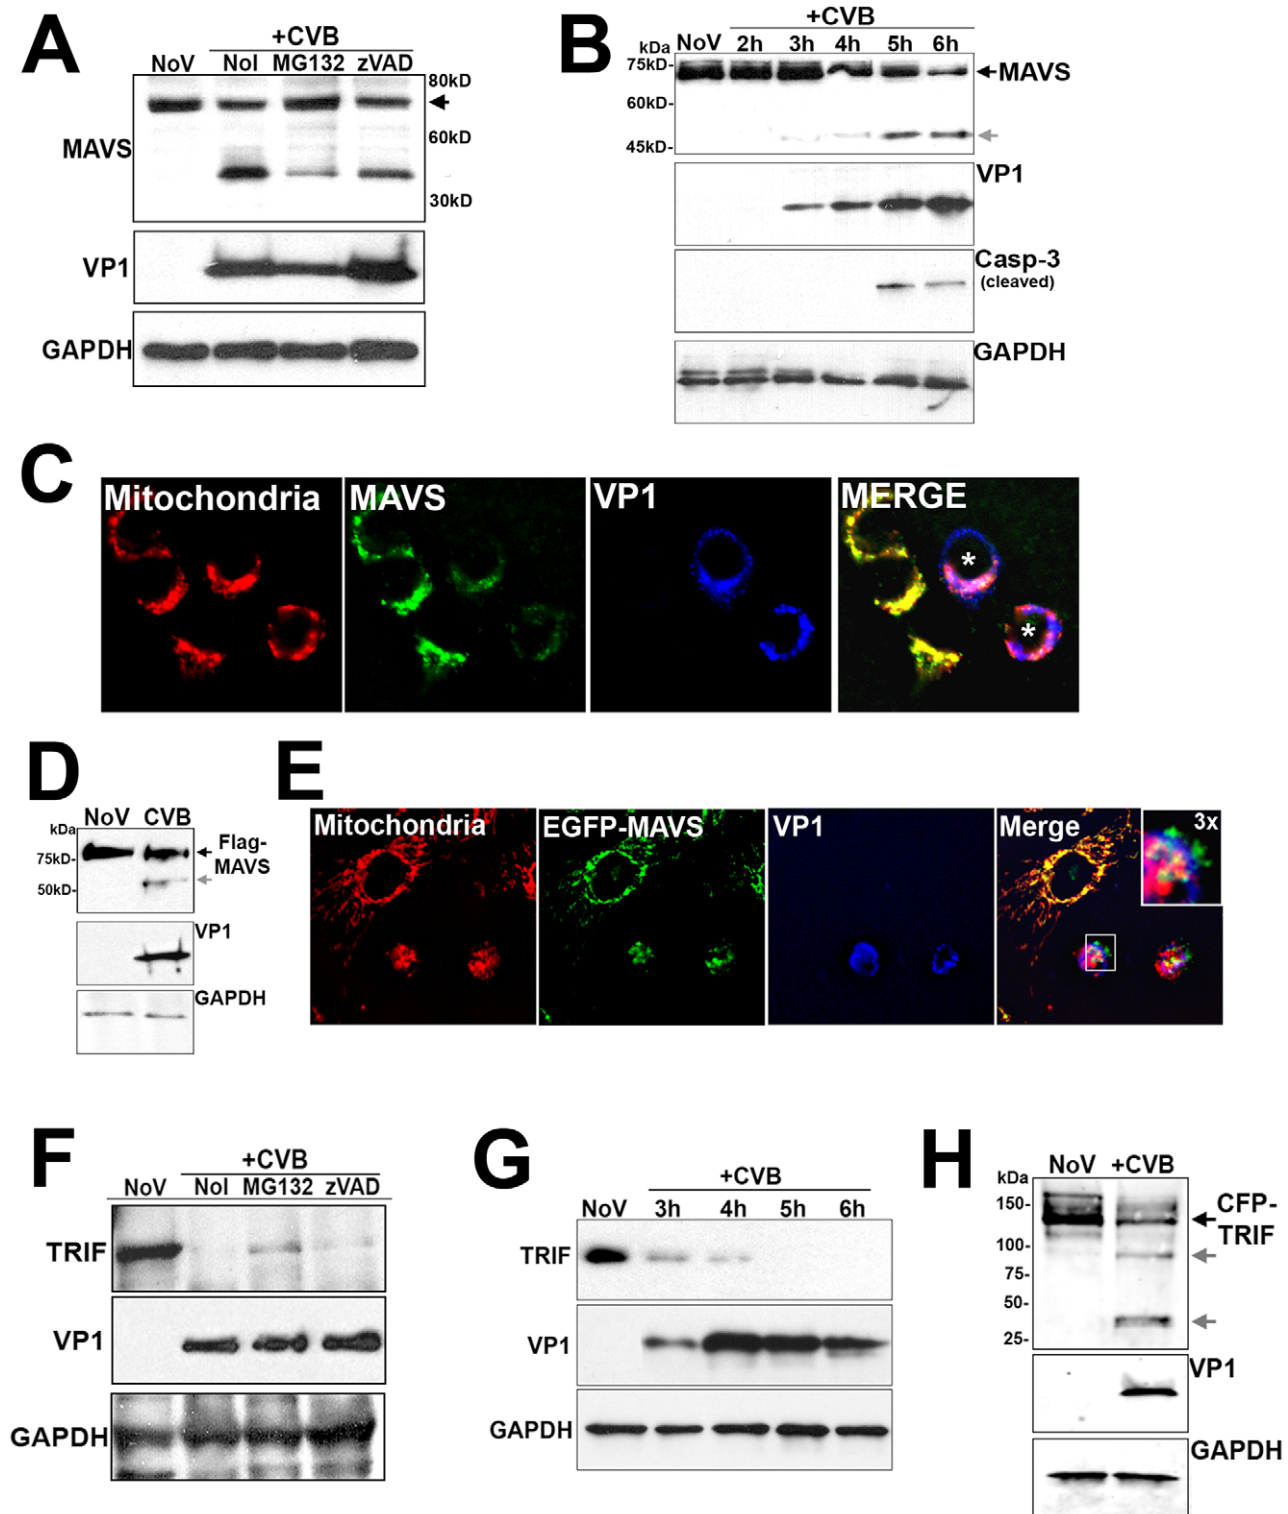 A
+CVB
NoV NoI MG132 zVAD
80kD
MAVS
60kD
30kD
VP1
GAPDH
B
+CVB
kDa NoV 2h 3h 4h 5h 6h
75kD-
MAVS
60kD-
45kD-
VP1
Casp-3
(cleaved)
GAPDH
C
Mitochondria MAVS VP1 MERGE
*
*
D
NoV CVB
kDa
75kD-
Flag-
MAVS
50kD-
VP1
GAPDH
E
Mitochondria EGFP-MAVS VP1 Merge 3x
F
+CVB
NoV NoI MG132 zVAD
TRIF
VP1
GAPDH
G
+CVB
NoV 3h 4h 5h 6h
TRIF
VP1
GAPDH
H
NoV +CVB
kDa
150-
CFP-
TRIF
100-
75-
50-
25-
VP1
GAPDH